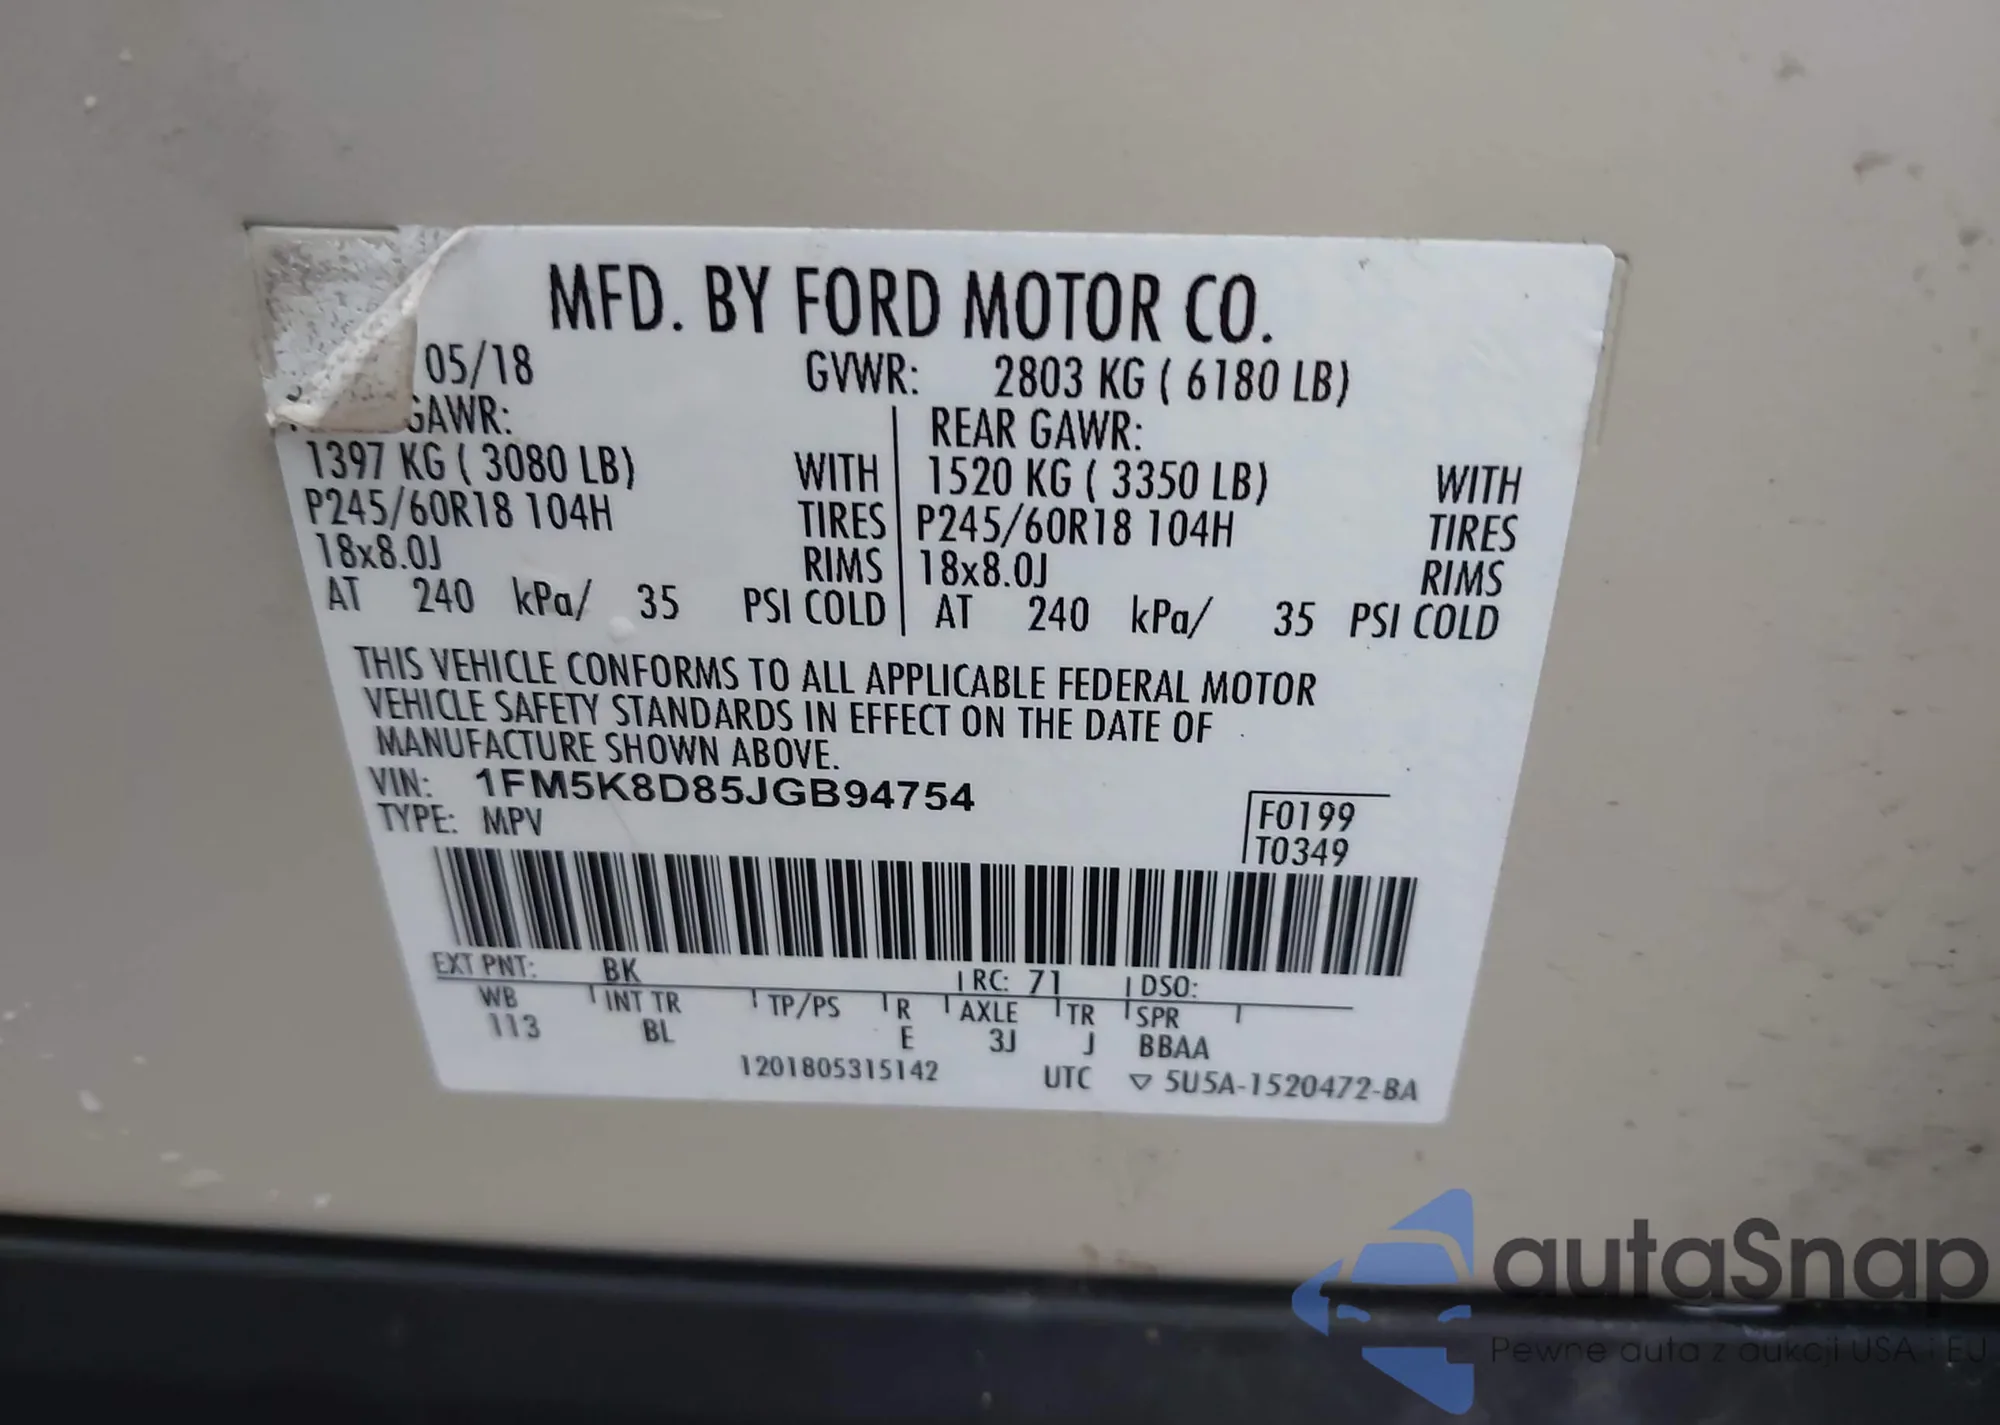 MFD. BY FORD MOTOR CO.
05/18 GVWR: 2803 KG ( 6180 LB)
GAWR: REAR GAWR:
1397 KG ( 3080 LB) WITH 1520 KG ( 3350 LB) WITH
P245/60R18 104H TIRES P245/60R18 104H TIRES
18x8.0J RIMS 18x8.0J RIMS
AT 240 kPa/ 35 PSI COLD AT 240 kPa/ 35 PSI COLD
THIS VEHICLE CONFORMS TO ALL APPLICABLE FEDERAL MOTOR
VEHICLE SAFETY STANDARDS IN EFFECT ON THE DATE OF
MANUFACTURE SHOWN ABOVE.
VIN: 1FM5K8D85JGB94754
TYPE: MPV
F0199
T0349
EXT PNT: BK RC: 71 DSO:
WB INT TR TP/PS R AXLE TR SPR
113 BL E 3J J BBAA
1201805315142 UTC ▽ 5U5A-1520472-BA
autaSnap
Pewne auta z aukcji USA i EU